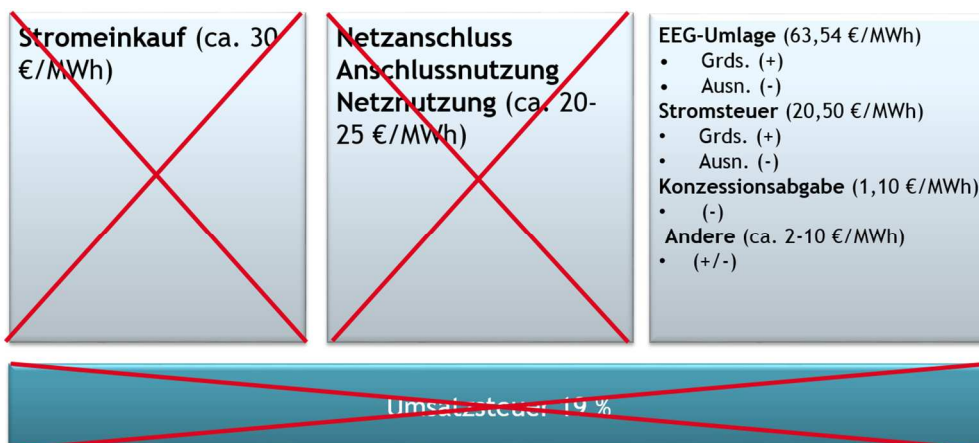 Stromeinkauf (ca. 30
€/MWh)
Netzanschluss
Anschlussnutzung
Netznutzung (ca. 20-
25 €/MWh)
EEG-Umlage (63,54 €/MWh)
• Grds. (+)
• Ausn. (-)
Stromsteuer (20,50 €/MWh)
• Grds. (+)
• Ausn. (-)
Konzessionsabgabe (1,10 €/MWh)
• (-)
Andere (ca. 2-10 €/MWh)
• (+/-)
Umsatzsteuer 19 %